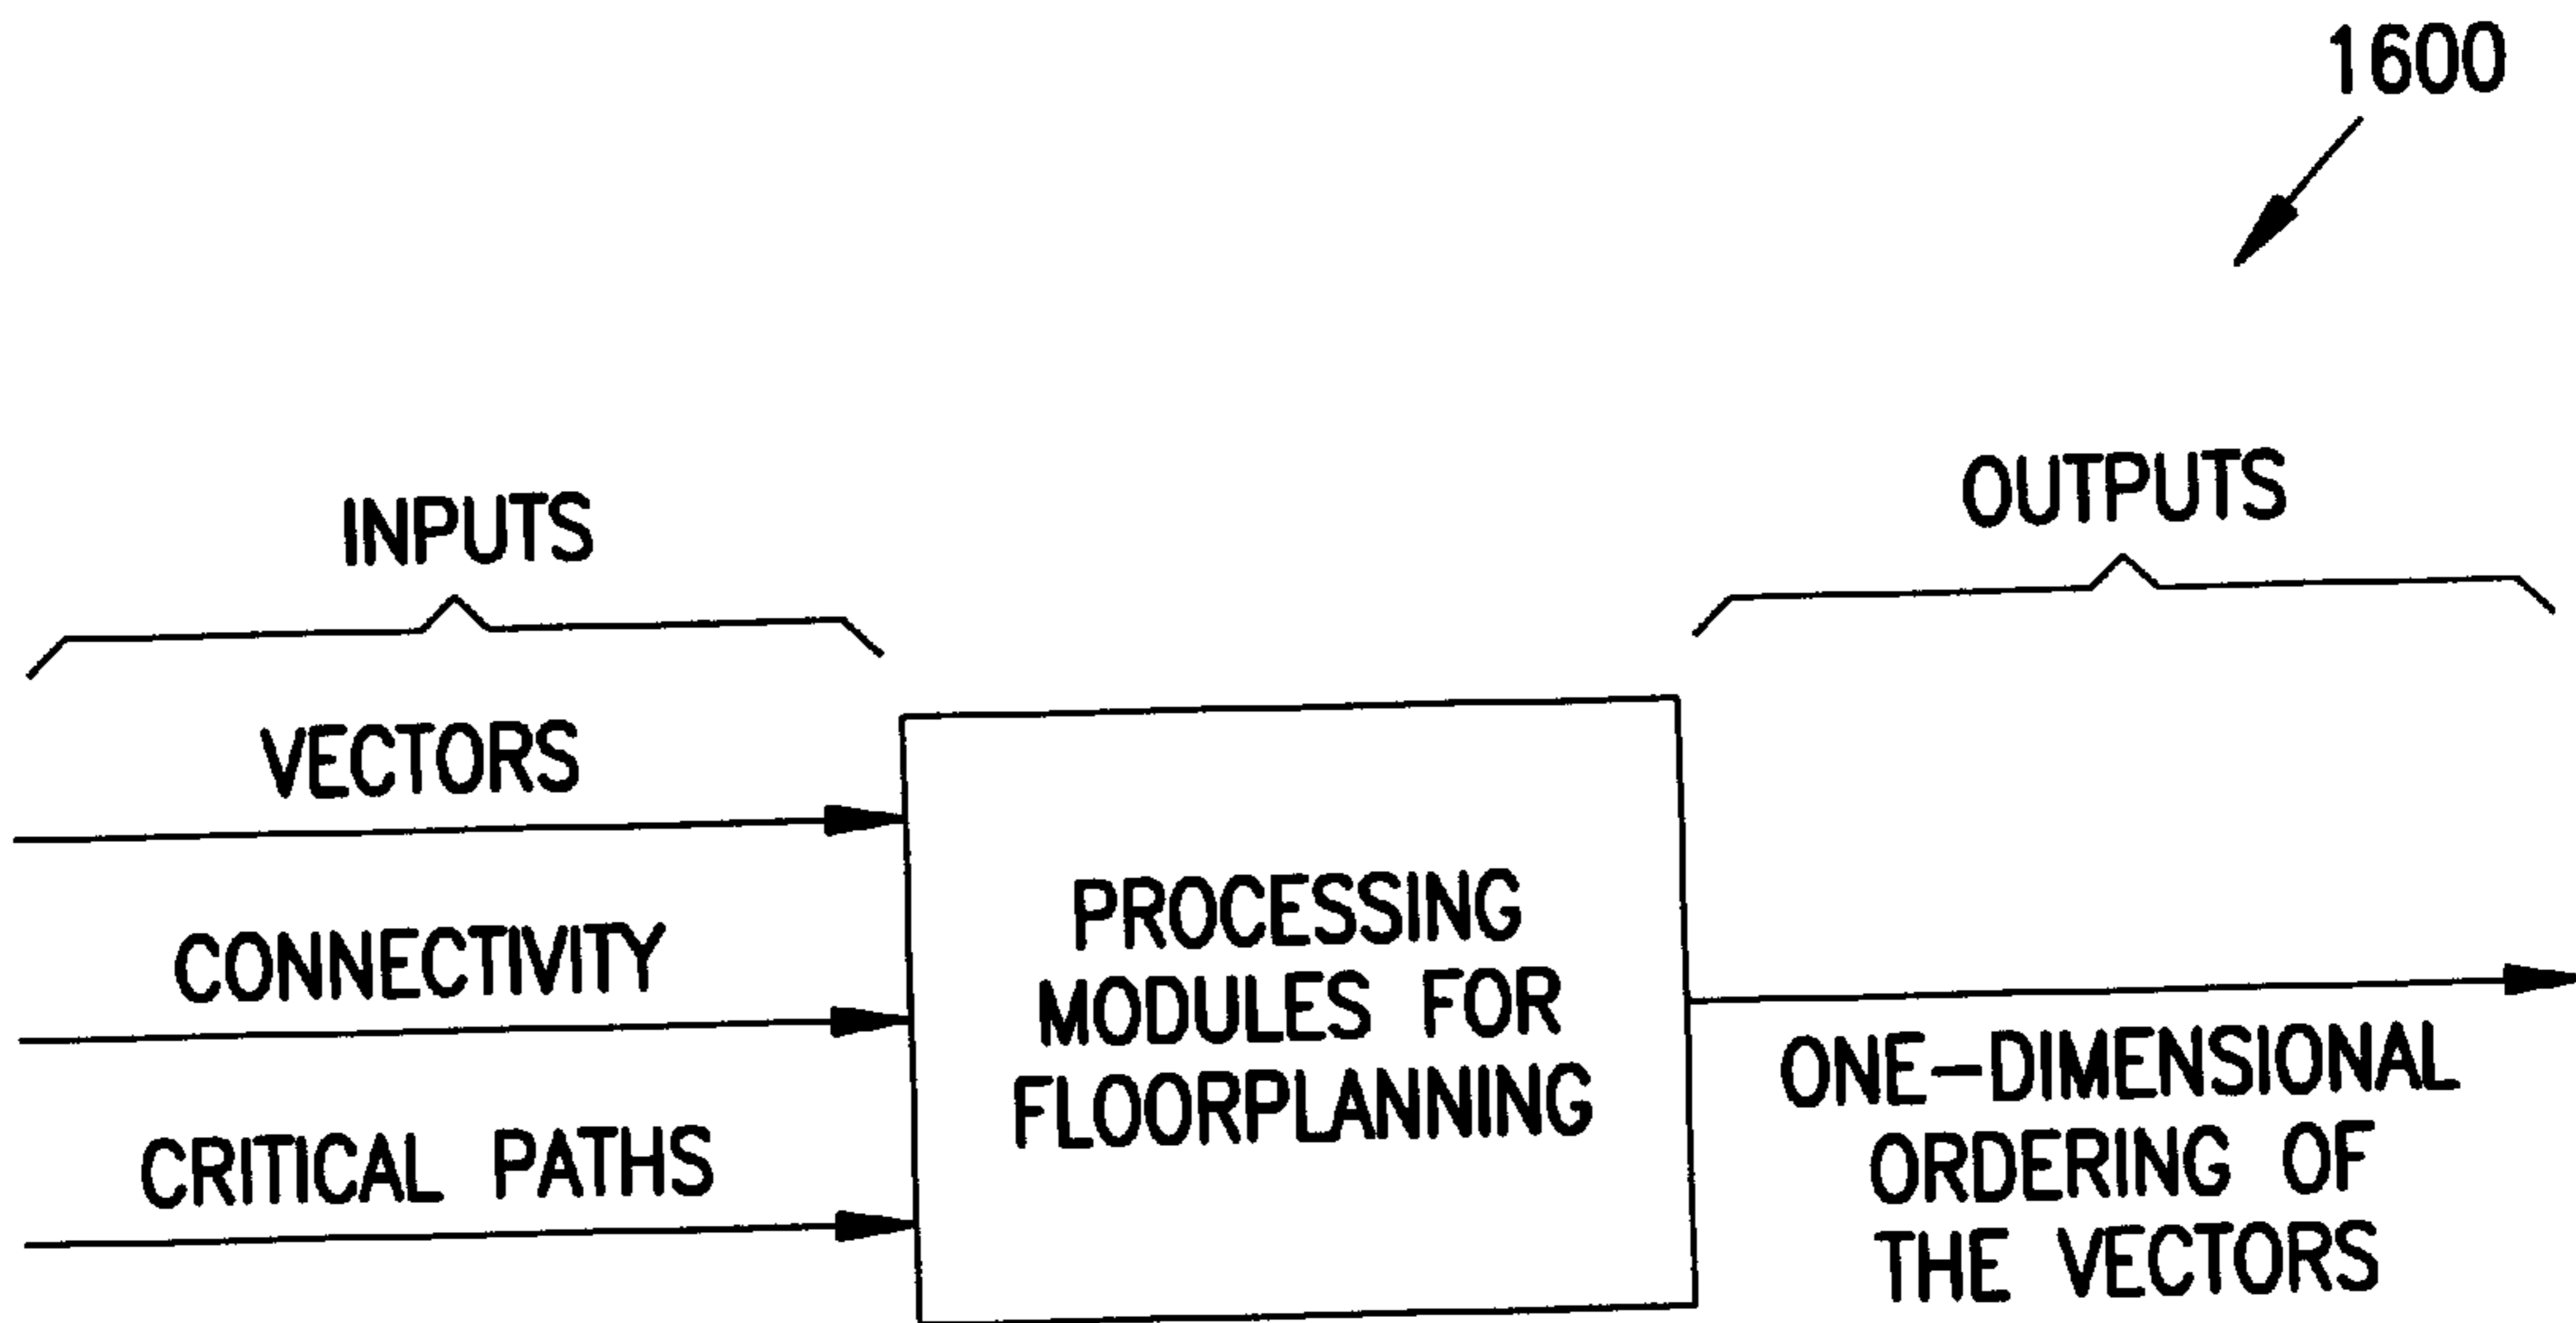 1600
INPUTS
OUTPUTS
VECTORS
CONNECTIVITY
CRITICAL PATHS
PROCESSING
MODULES FOR
FLOORPLANNING
ONE-DIMENSIONAL
ORDERING OF
THE VECTORS